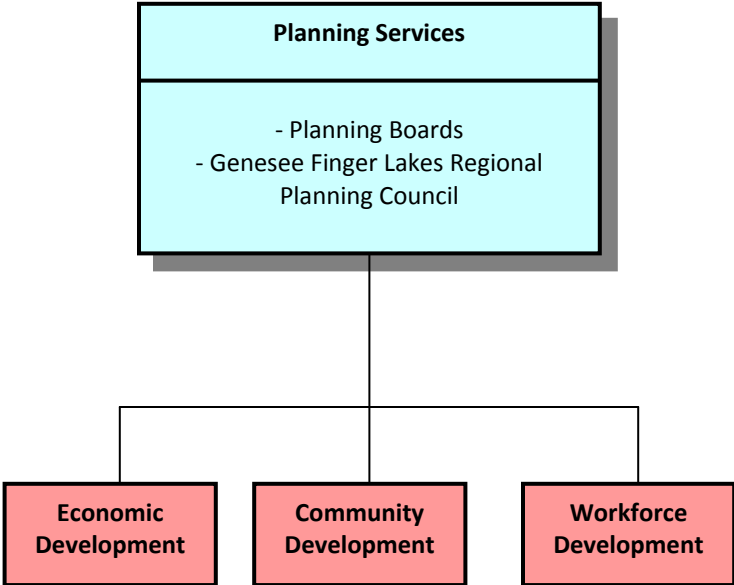 Planning Services
- Planning Boards
- Genesee Finger Lakes Regional
Planning Council
Economic
Development
Community
Development
Workforce
Development